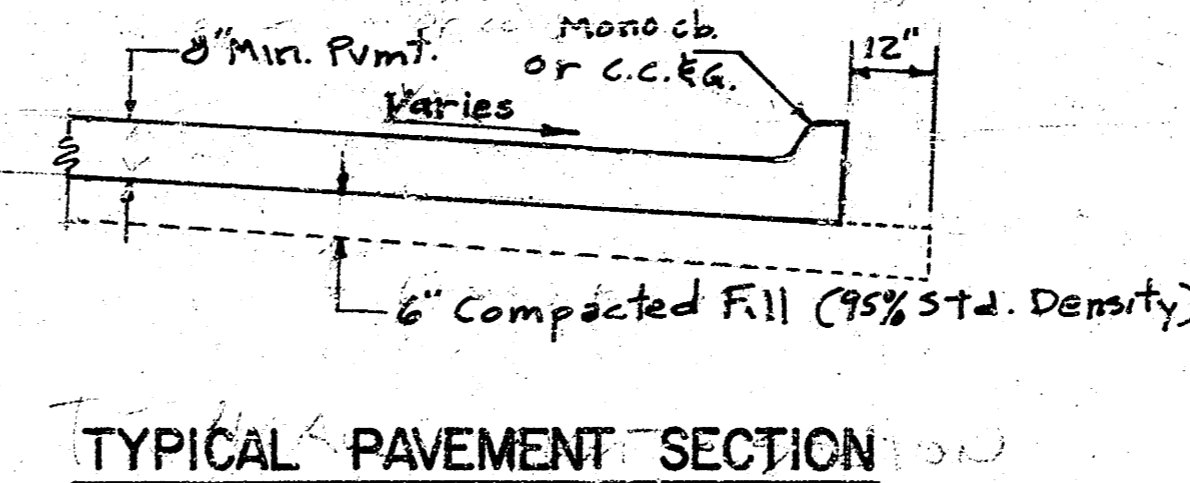 8" Min. Pvmt.
Mono cb.
or C.C.&G.
12"
Varies
6" Compacted Fill (95% Std. Density)
TYPICAL PAVEMENT SECTION